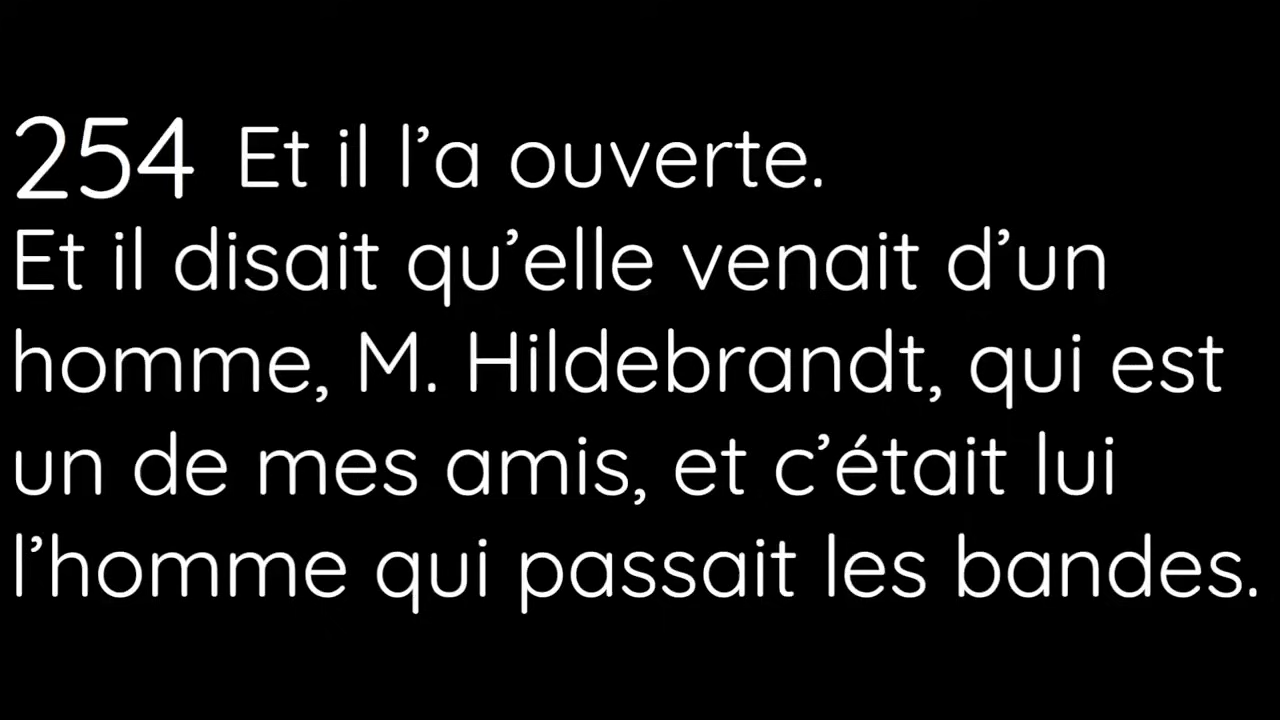 254 Et il l’a ouverte.
Et il disait qu’elle venait d’un
homme, M. Hildebrandt, qui est
un de mes amis, et c’était lui
l’homme qui passait les bandes.